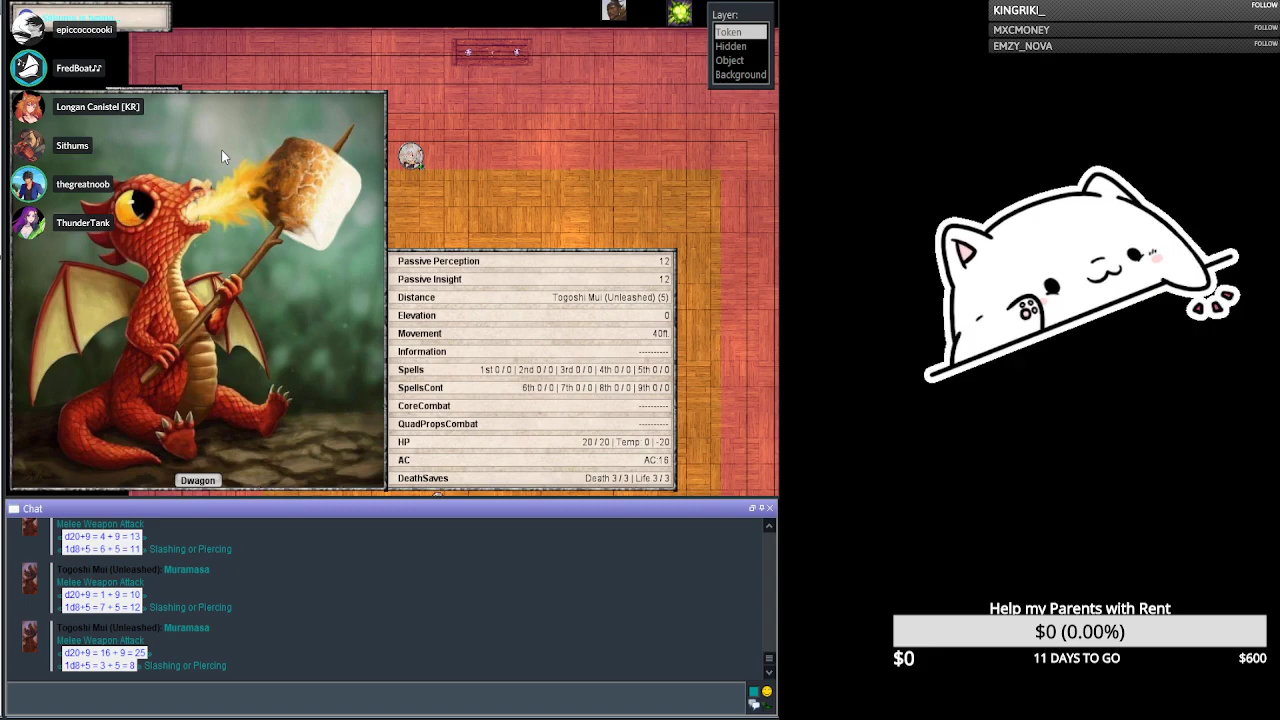 epiccococooki
FredBoat♪♪
Longan Canistel [KR]
Sithums
thegreatnoob
ThunderTank
Dwagon
Layer:
Token
Hidden
Object
Background
Passive Perception 12
Passive Insight 12
Distance Togoshi Mui (Unleashed) (5)
Elevation 0
Movement 40ft.
Information ---------
Spells 1st 0 / 0 | 2nd 0 / 0 | 3rd 0 / 0 | 4th 0 / 0 | 5th 0 / 0
SpellsCont 6th 0 / 0 | 7th 0 / 0 | 8th 0 / 0 | 9th 0 / 0
CoreCombat ---------
QuadPropsCombat ---------
HP 20 / 20 | Temp: 0 | -20
AC AC:16
DeathSaves Death 3 / 3 | Life 3 / 3
Chat
Melee Weapon Attack
« d20+9 = 4 + 9 = 13 »
« 1d8+5 = 6 + 5 = 11 » Slashing or Piercing
Togoshi Mui (Unleashed): Muramasa
Melee Weapon Attack
« d20+9 = 1 + 9 = 10 »
« 1d8+5 = 7 + 5 = 12 » Slashing or Piercing
Togoshi Mui (Unleashed): Muramasa
Melee Weapon Attack
« d20+9 = 16 + 9 = 25 »
« 1d8+5 = 3 + 5 = 8 » Slashing or Piercing
KINGRIKI_ FOLLOW
MXCMONEY FOLLOW
EMZY_NOVA FOLLOW
Help my Parents with Rent
$0 (0.00%)
$0 11 DAYS TO GO $600